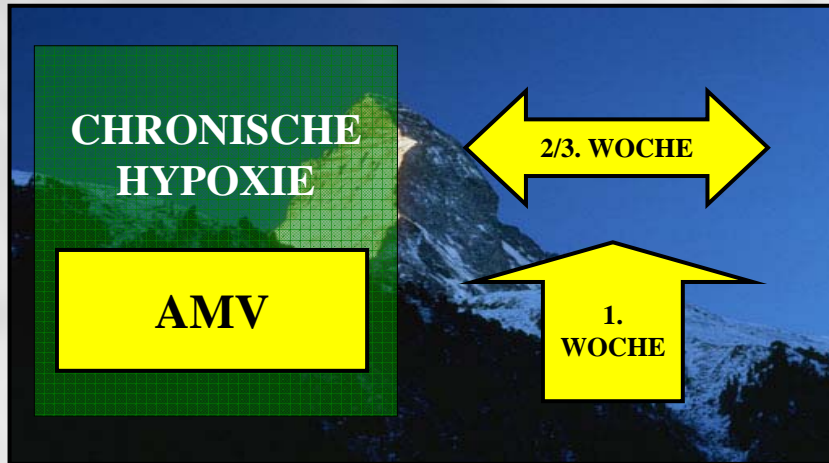 CHRONISCHE
HYPOXIE
AMV
2/3. WOCHE
1.
WOCHE